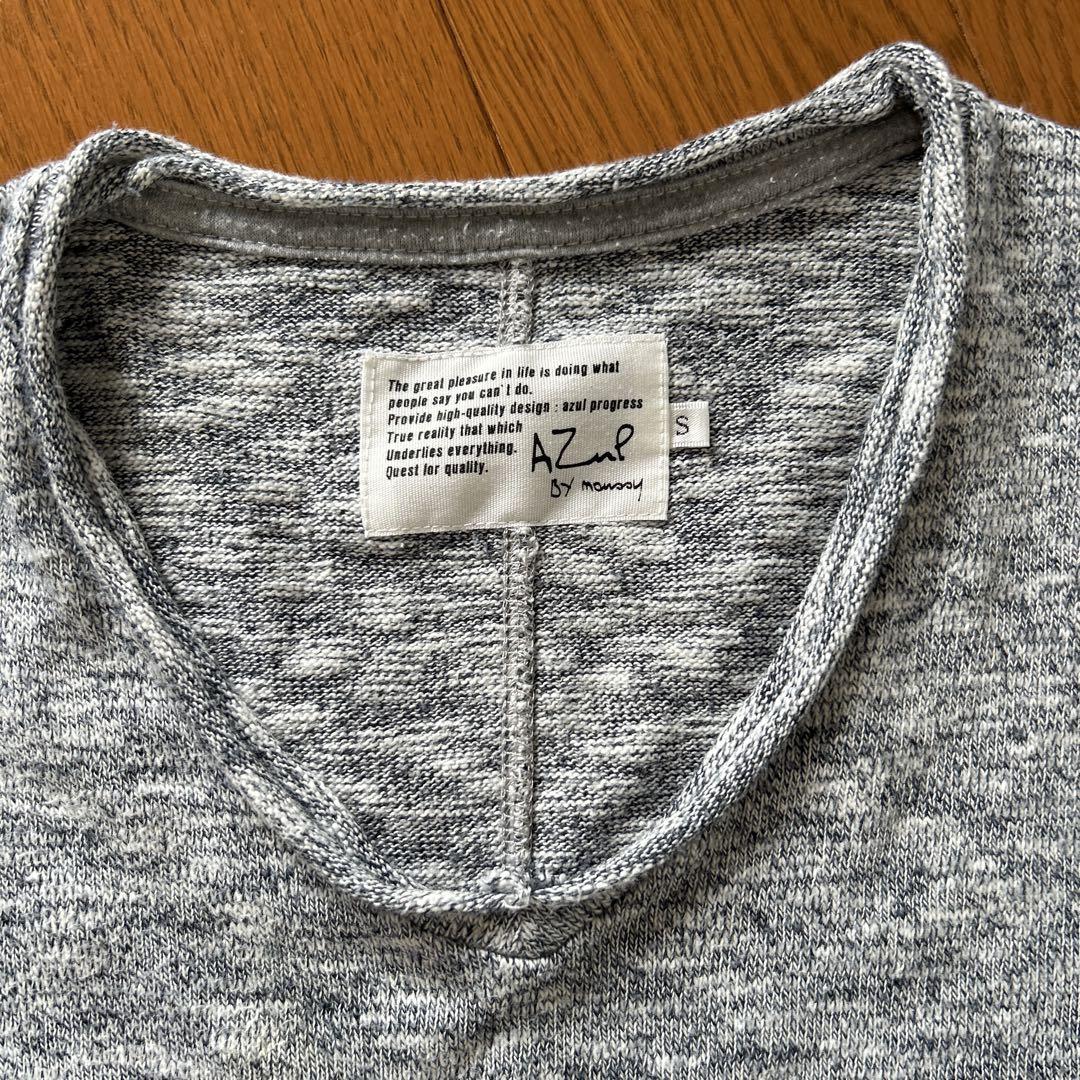 The great pleasure in life is doing what
people say you can't do.
Provide high-quality design : azul progress
True reality that which
Underlies everything.
Quest for quality.
AZUL
BY moussy
S